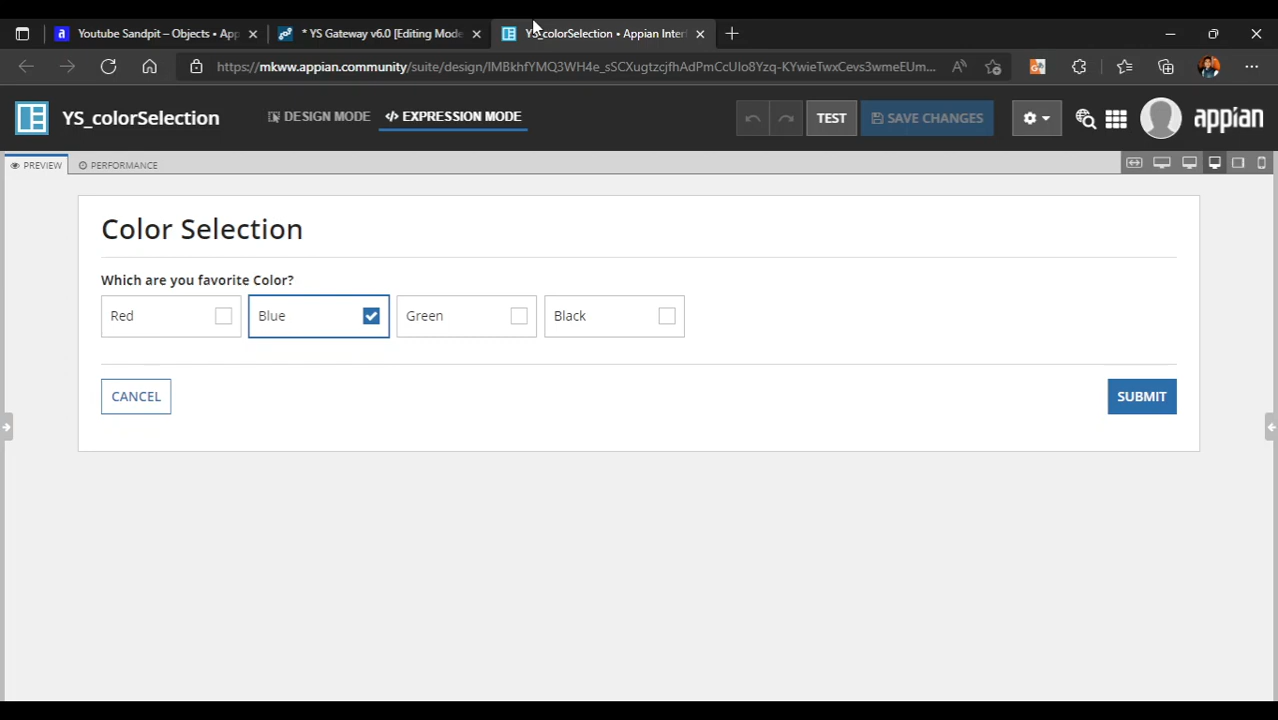 Youtube Sandpit – Objects • App
* YS Gateway v6.0 [Editing Mode
YS_colorSelection • Appian Inter
https://mkww.appian.community/suite/design/
YS_colorSelection
DESIGN MODE
</> EXPRESSION MODE
TEST
SAVE CHANGES
appian
PREVIEW
PERFORMANCE
Color Selection
Which are you favorite Color?
Red
Blue
Green
Black
CANCEL
SUBMIT